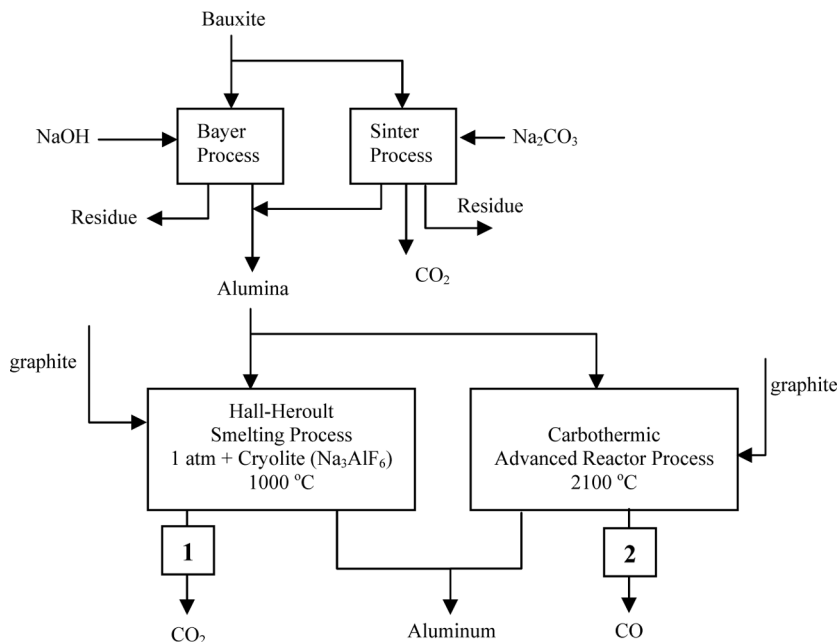 Bauxite
NaOH
Bayer
Process
Sinter
Process
Na₂CO₃
Residue
Residue
CO₂
Alumina
graphite
graphite
Hall-Heroult
Smelting Process
1 atm + Cryolite (Na₃AlF₆)
1000 °C
Carbothermic
Advanced Reactor Process
2100 °C
1
2
CO₂
Aluminum
CO